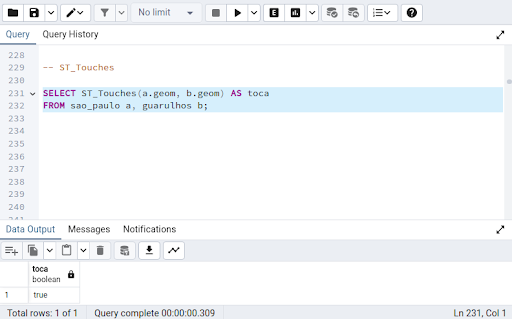 No limit
Query Query History
228
229 -- ST_Touches
230
231 SELECT ST_Touches(a.geom, b.geom) AS toca
232 FROM sao_paulo a, guarulhos b;
233
234
235
236
237
238
239
240
241
Data Output Messages Notifications
toca
boolean
1 true
Total rows: 1 of 1 Query complete 00:00:00.309 Ln 231, Col 1